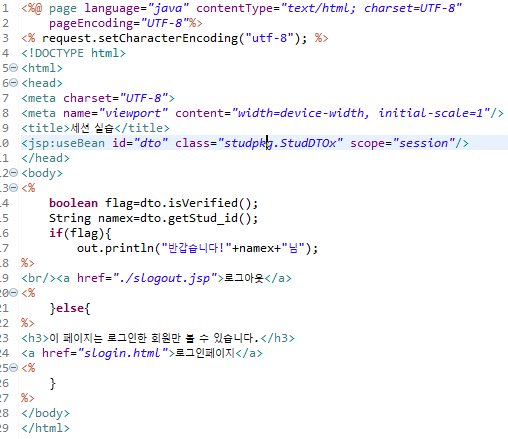 1 <%@ page language="java" contentType="text/html; charset=UTF-8"
2     pageEncoding="UTF-8"%>
3 <% request.setCharacterEncoding("utf-8"); %>
4 <!DOCTYPE html>
5 <html>
6 <head>
7 <meta charset="UTF-8">
8 <meta name="viewport" content="width=device-width, initial-scale=1"/>
9 <title>세션 실습</title>
10 <jsp:useBean id="dto" class="studpkg.StudDTOx" scope="session"/>
11 </head>
12 <body>
13 <%
14     boolean flag=dto.isVerified();
15     String namex=dto.getStud_id();
16     if(flag){
17         out.println("반갑습니다!"+namex+"님");
18 %>
19 <br/><a href="./slogout.jsp">로그아웃</a>
20 <%
21     }else{
22 %>
23 <h3>이 페이지는 로그인한 회원만 볼 수 있습니다.</h3>
24 <a href="slogin.html">로그인페이지</a>
25 <%
26     }
27 %>
28 </body>
29 </html>